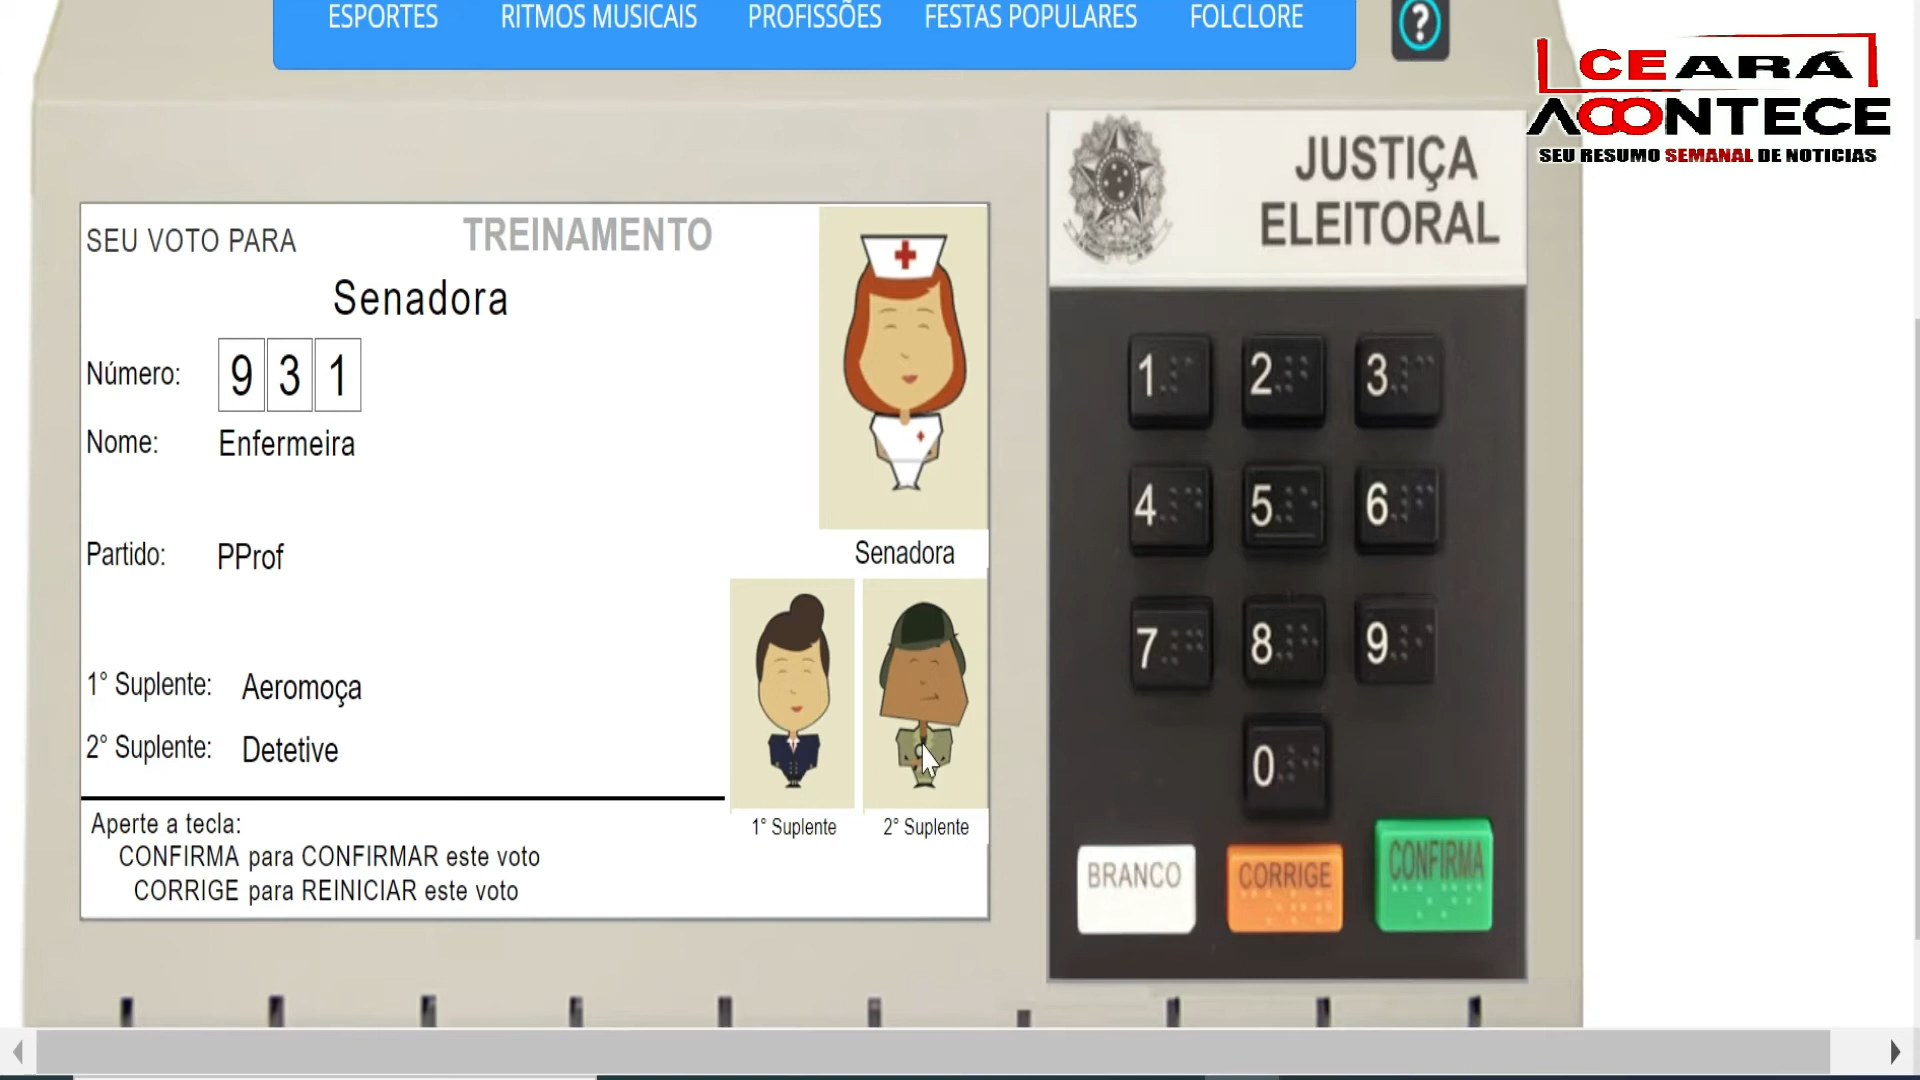 ESPORTES RITMOS MUSICAIS PROFISSÕES FESTAS POPULARES FOLCLORE
?
CEARÁ
ACONTECE
SEU RESUMO SEMANAL DE NOTICIAS
JUSTIÇA
ELEITORAL
SEU VOTO PARA TREINAMENTO
Senadora
Número: 9 3 1
Nome: Enfermeira
Partido: PProf
Senadora
1° Suplente: Aeromoça
2° Suplente: Detetive
1° Suplente 2° Suplente
Aperte a tecla:
CONFIRMA para CONFIRMAR este voto
CORRIGE para REINICIAR este voto
1 2 3
4 5 6
7 8 9
0
BRANCO CORRIGE CONFIRMA